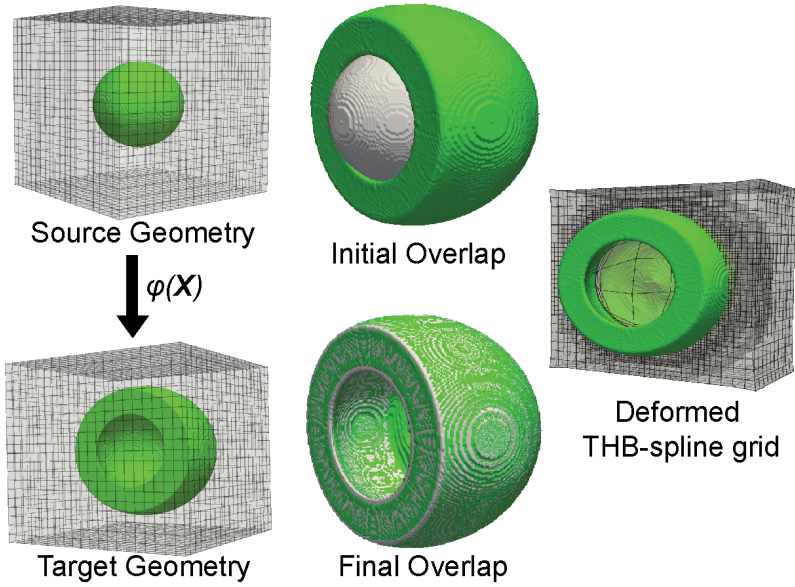 Source Geometry
Initial Overlap
φ(X)
Deformed
THB-spline grid
Target Geometry
Final Overlap